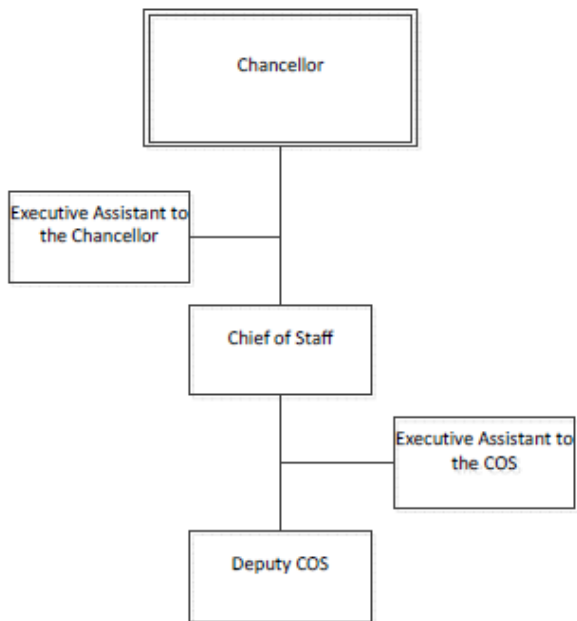 Chancellor
Executive Assistant to
the Chancellor
Chief of Staff
Executive Assistant to
the COS
Deputy COS